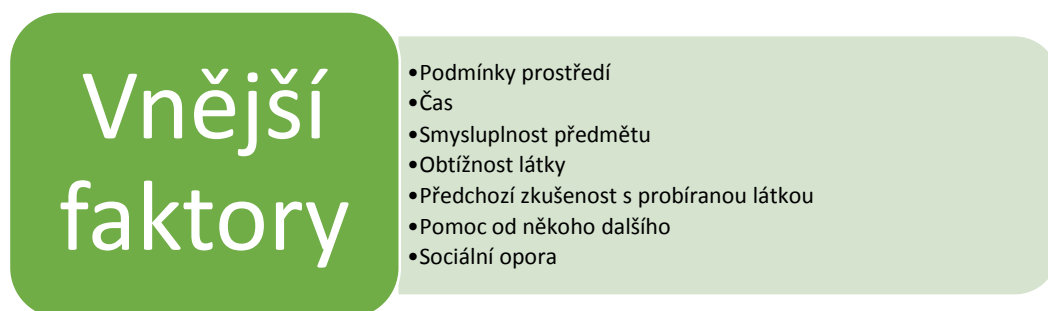 Vnější
faktory
•Podmínky prostředí
•Čas
•Smysluplnost předmětu
•Obtížnost látky
•Předchozí zkušenost s probíranou látkou
•Pomoc od někoho dalšího
•Sociální opora